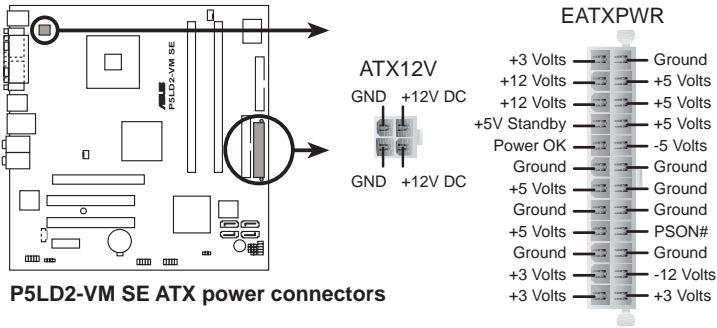 EATXPWR
+3 Volts Ground
+12 Volts +5 Volts
+12 Volts +5 Volts
+5V Standby +5 Volts
Power OK -5 Volts
Ground Ground
+5 Volts Ground
Ground Ground
+5 Volts PSON#
Ground Ground
+3 Volts -12 Volts
+3 Volts +3 Volts
ATX12V
GND +12V DC
GND +12V DC
ASUS
P5LD2-VM SE
P5LD2-VM SE ATX power connectors